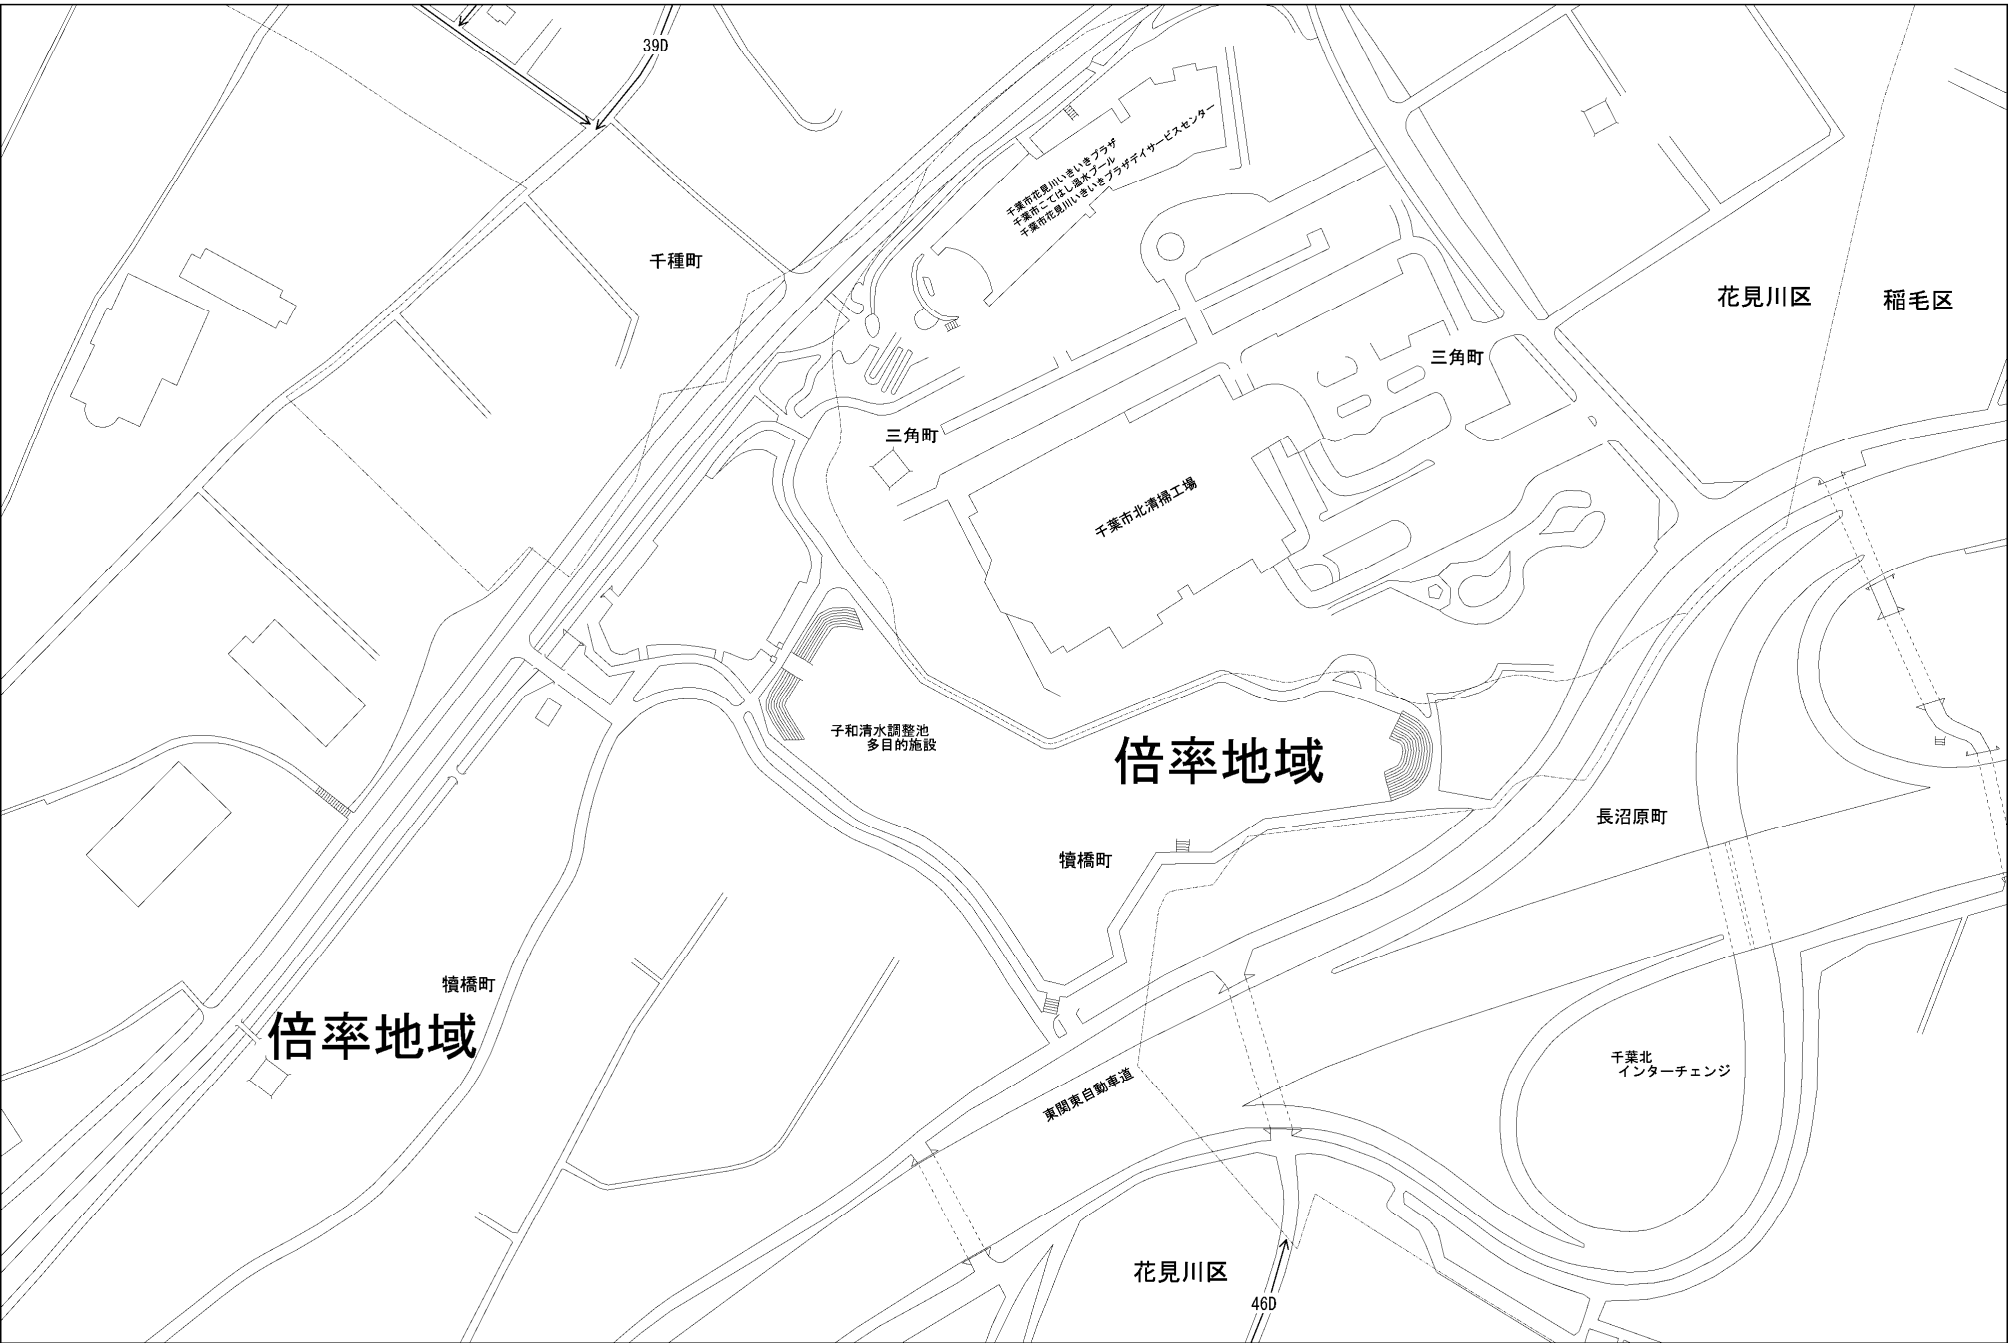 39D
千葉市花見川いきいきプラザ
千葉市こてはし温水プール
千葉市花見川いきいきプラザデイサービスセンター
千種町
花見川区
稲毛区
三角町
三角町
千葉市北清掃工場
子和清水調整池
多目的施設
倍率地域
長沼原町
犢橋町
犢橋町
倍率地域
千葉北
インターチェンジ
東関東自動車道
花見川区
46D